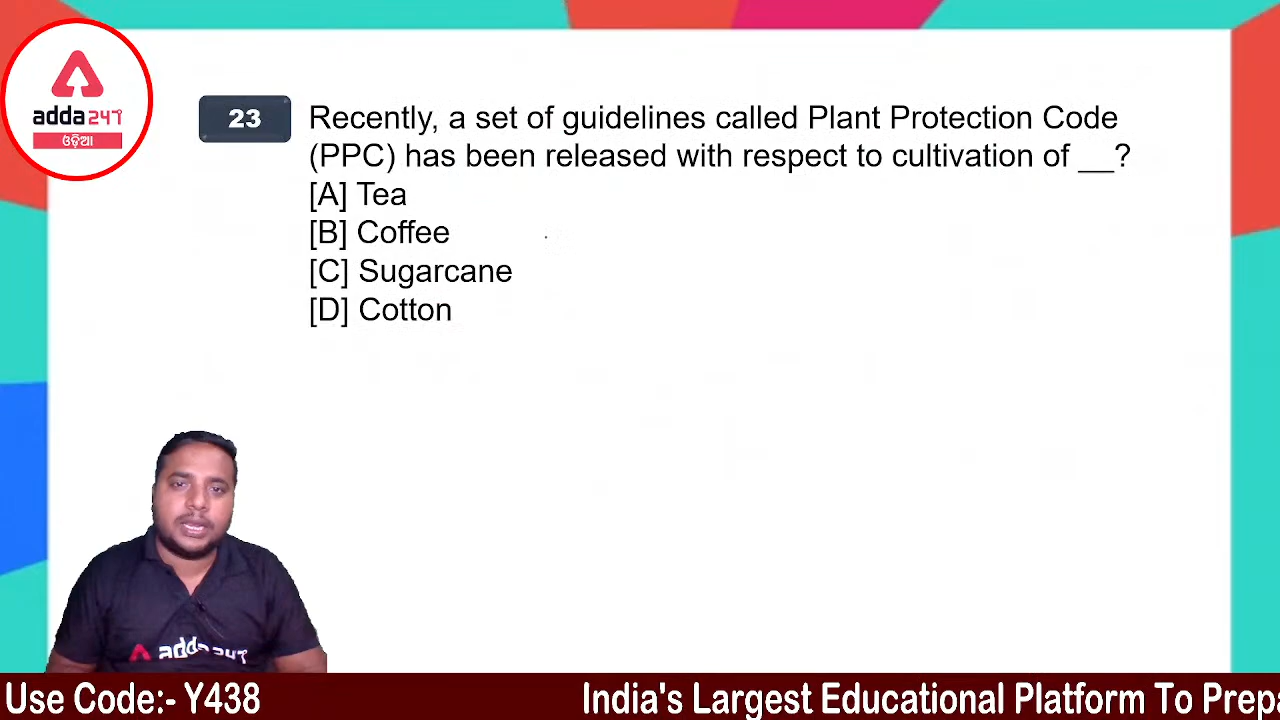 adda247
ଓଡ଼ିଆ
23
Recently, a set of guidelines called Plant Protection Code
(PPC) has been released with respect to cultivation of __?
[A] Tea
[B] Coffee
[C] Sugarcane
[D] Cotton
adda247
Use Code:- Y438
India's Largest Educational Platform To Prepa